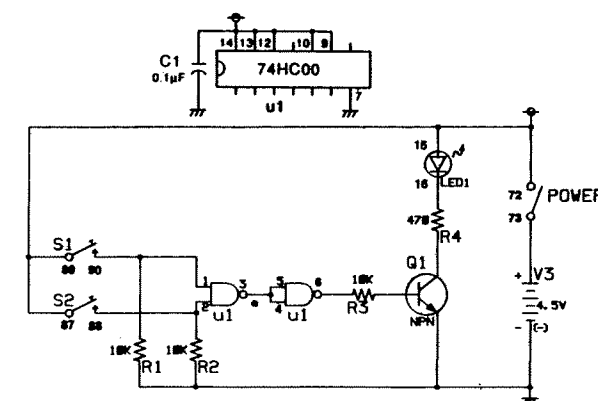 C1
0.1µF
14 13 12 10 9
74HC00
7
u1
15
16 LED1
470
R4
72
73
POWER
S1
89 90
S2
87 88
1
2
3
u1
5
4
6
u1
10K
R3
Q1
NPN
+ V3
4.5V
- (-)
10K
R1
10K
R2